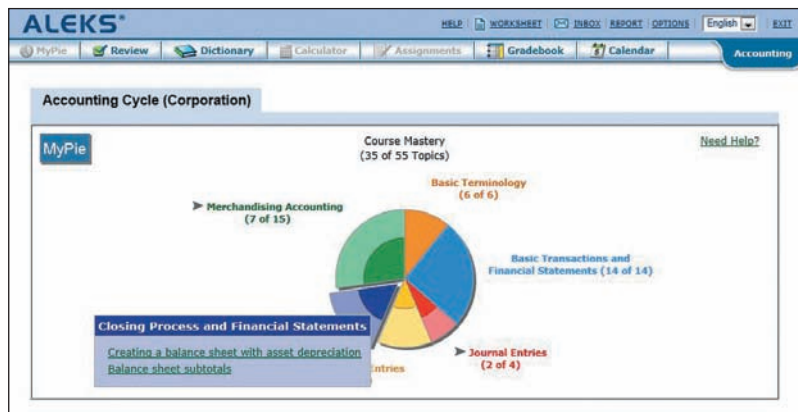 ALEKS®
HELP WORKSHEET INBOX REPORT OPTIONS English EXIT
MyPie Review Dictionary Calculator Assignments Gradebook Calendar Accounting
Accounting Cycle (Corporation)
MyPie
Course Mastery
(35 of 55 Topics)
Need Help?
Basic Terminology
(6 of 6)
Merchandising Accounting
(7 of 15)
Basic Transactions and
Financial Statements (14 of 14)
Closing Process and Financial Statements
Creating a balance sheet with asset depreciation
Balance sheet subtotals
Entries
Journal Entries
(2 of 4)